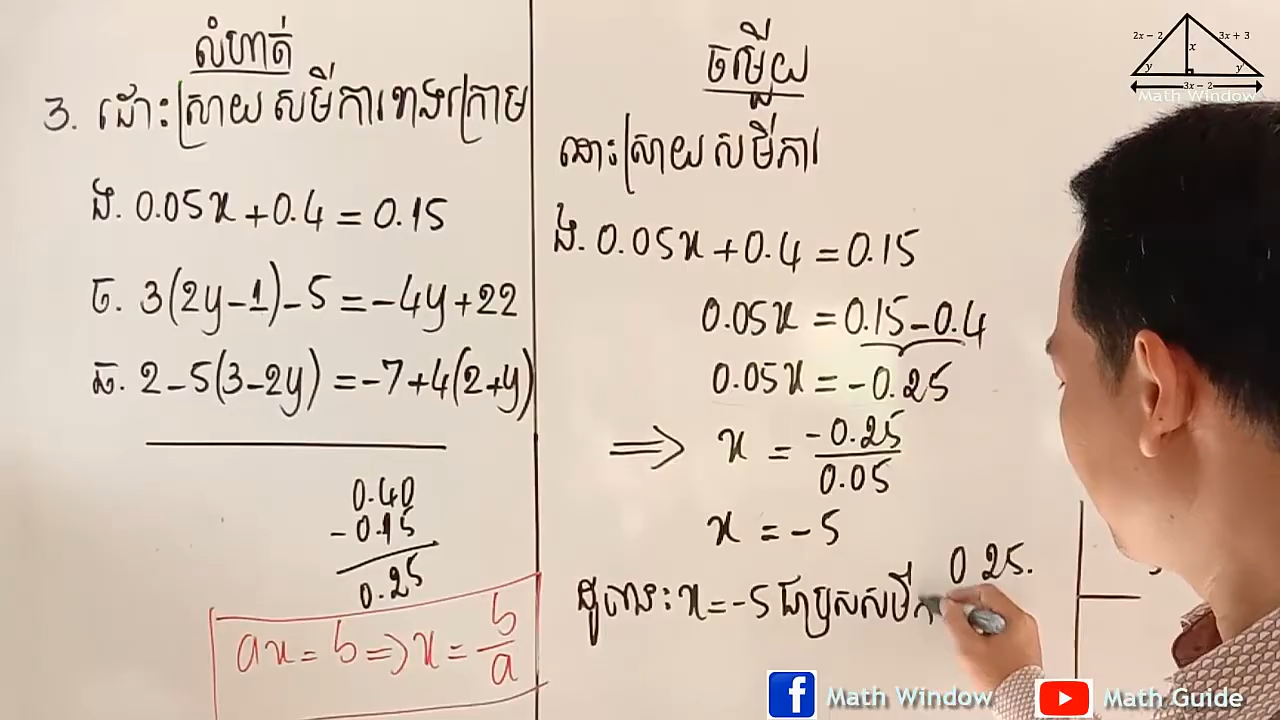 លំហាត់
3. ដោះស្រាយសមីការខាងក្រោម
ង. 0.05x + 0.4 = 0.15
ច. 3(2y-1)-5 = -4y+22
ឆ. 2-5(3-2y) = -7+4(2+y)
0.40
- 0.15
0.25
ax = b => x = b/a
ចម្លើយ
ដោះស្រាយសមីការ
ង. 0.05x + 0.4 = 0.15
0.05x = 0.15 - 0.4
0.05x = -0.25
=> x = -0.25/0.05
x = -5
0 25.
ដូចនេះ x = -5 ជាឫសសមីកា
2x - 2
3x + 3
x
y
y
3x - 2
Math Window
Math Window
Math Guide